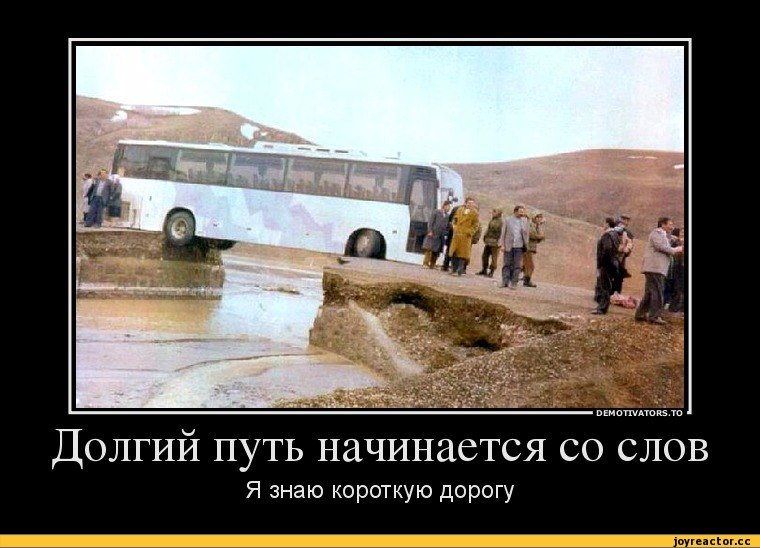 DEMOTIVATORS.TO
Долгий путь начинается со слов
Я знаю короткую дорогу
joyreactor.cc